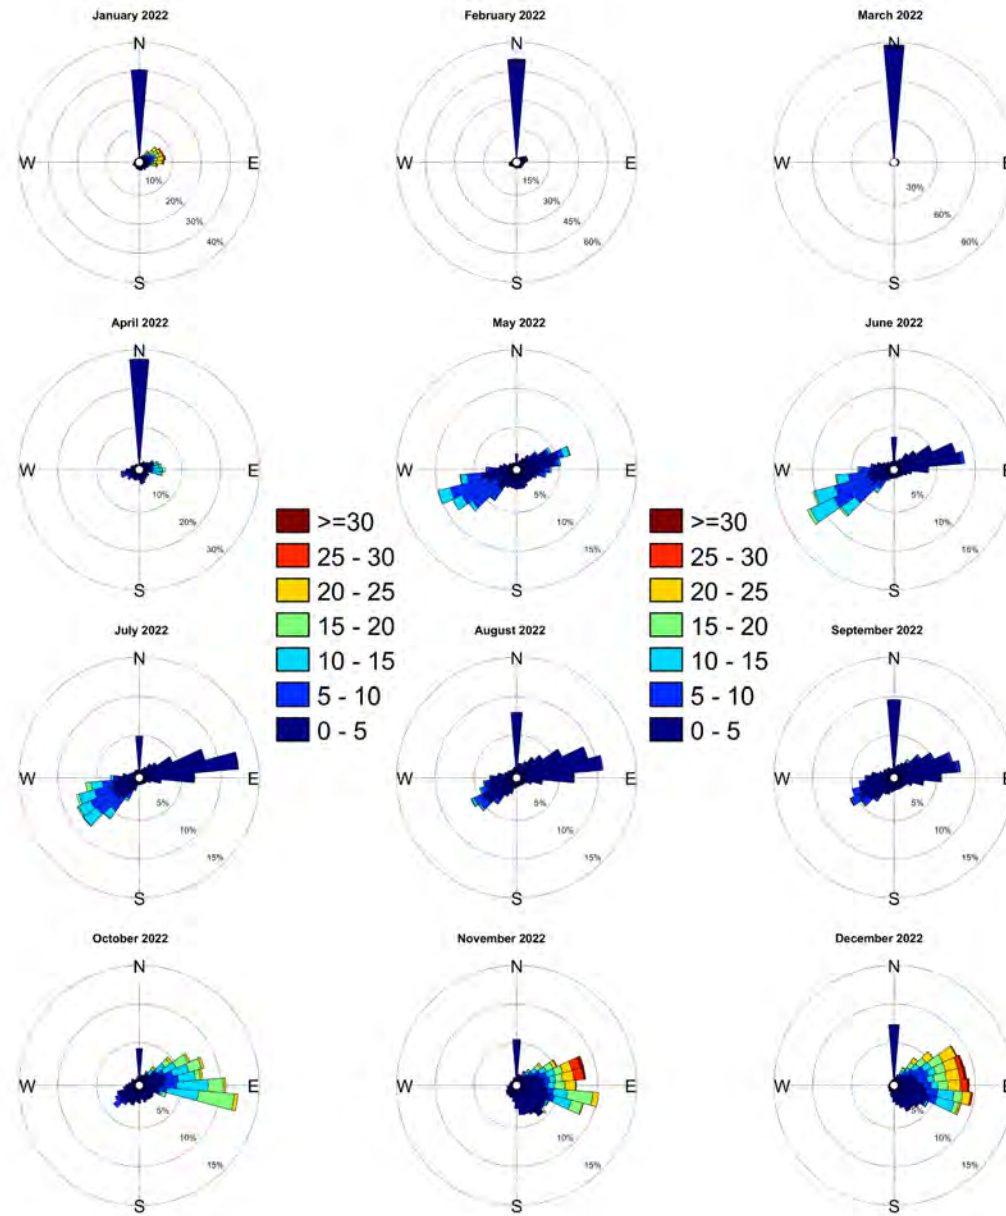 January 2022
N
W
E
S
10%
20%
30%
40%
February 2022
N
W
E
S
15%
30%
45%
60%
March 2022
N
W
E
S
30%
60%
90%
April 2022
N
W
E
S
10%
20%
30%
May 2022
N
W
E
S
5%
10%
15%
June 2022
N
W
E
S
5%
10%
15%
>=30
25 - 30
20 - 25
15 - 20
10 - 15
5 - 10
0 - 5
>=30
25 - 30
20 - 25
15 - 20
10 - 15
5 - 10
0 - 5
July 2022
N
W
E
S
5%
10%
15%
August 2022
N
W
E
S
5%
10%
15%
September 2022
N
W
E
S
5%
10%
15%
October 2022
N
W
E
S
5%
10%
15%
November 2022
N
W
E
S
5%
10%
15%
December 2022
N
W
E
S
5%
10%
15%